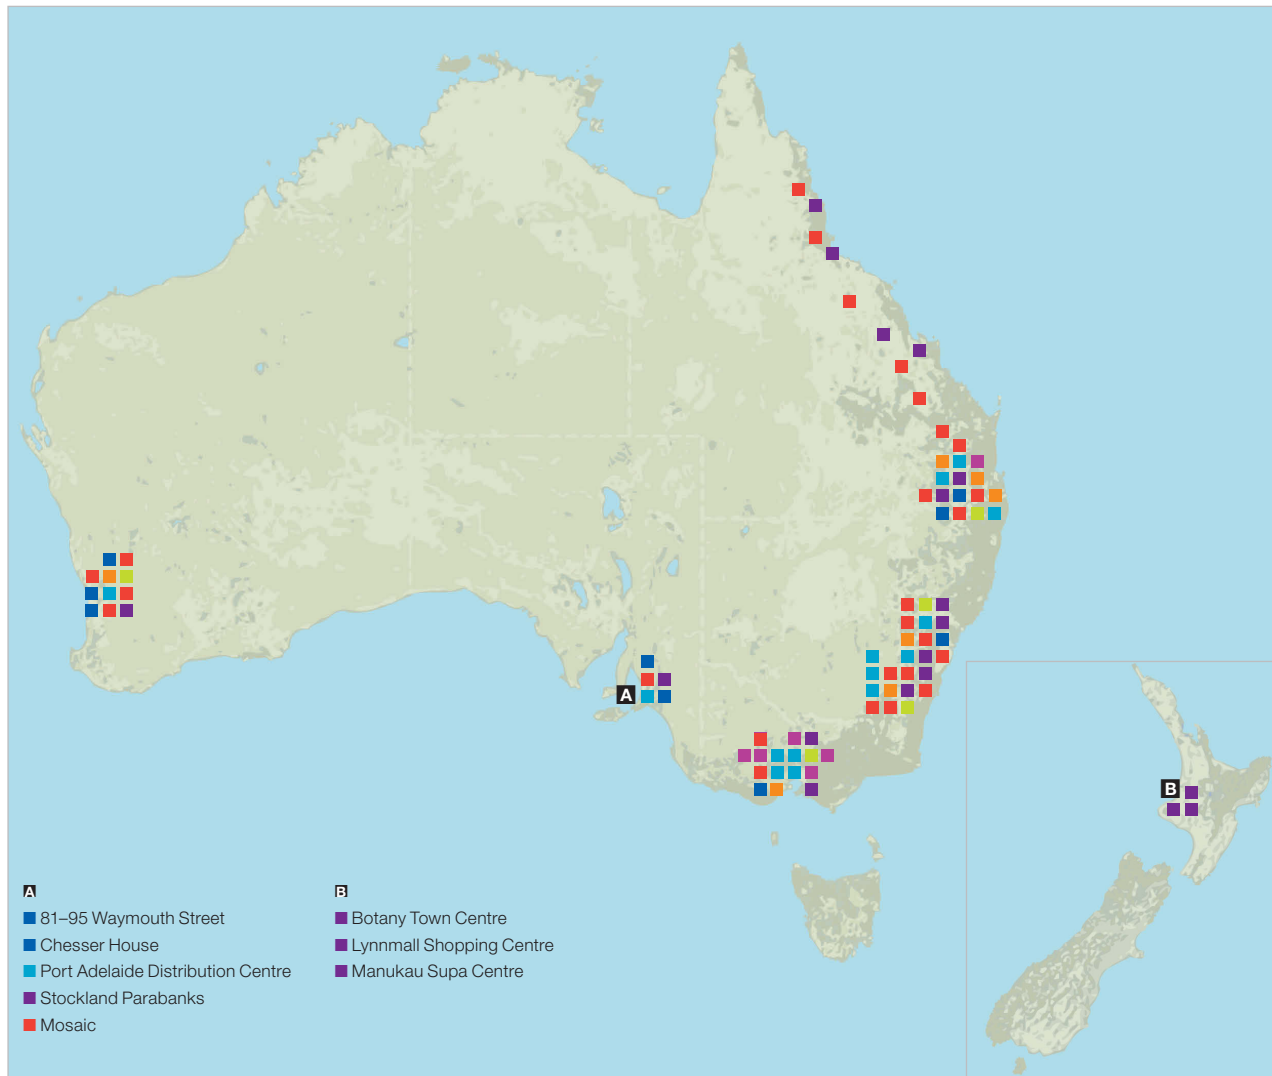 A
B
A
81–95 Waymouth Street
Chesser House
Port Adelaide Distribution Centre
Stockland Parabanks
Mosaic
B
Botany Town Centre
Lynnmall Shopping Centre
Manukau Supa Centre